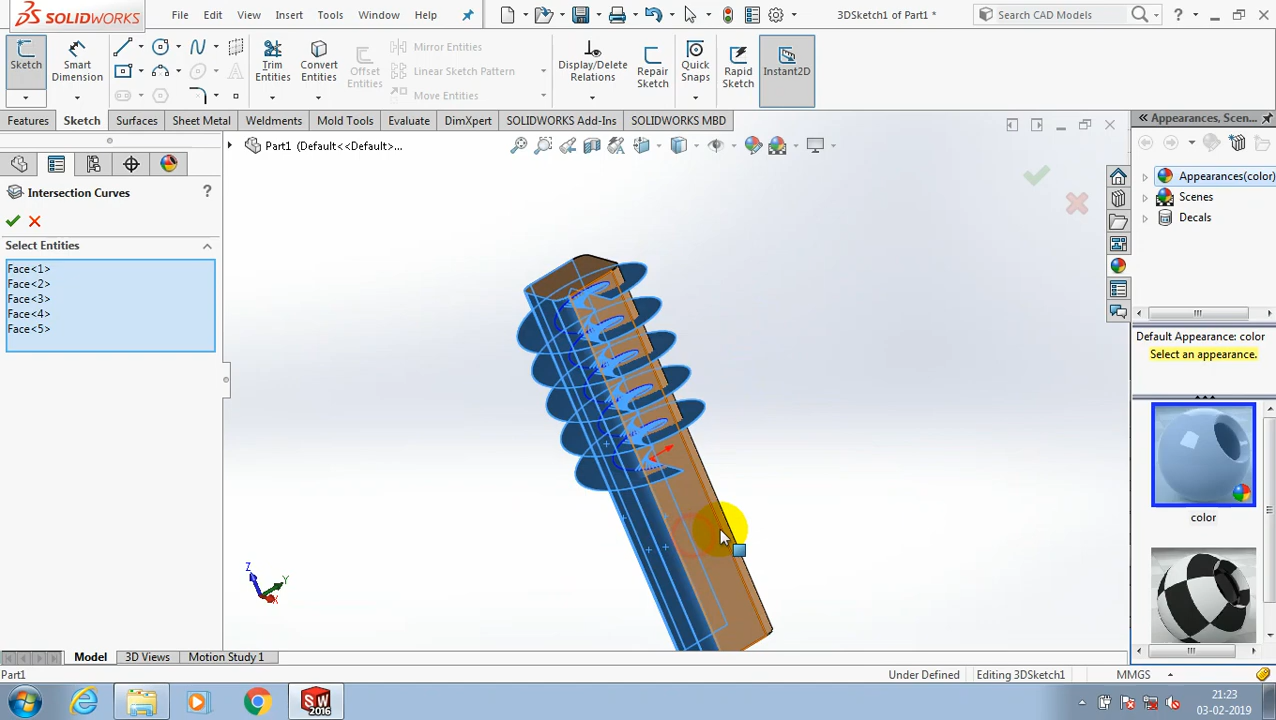 SOLIDWORKS
File Edit View Insert Tools Window Help
3DSketch1 of Part1 *
Search CAD Models
?
Sketch
Smart Dimension
Trim Entities
Convert Entities
Offset Entities
Mirror Entities
Linear Sketch Pattern
Move Entities
Display/Delete Relations
Repair Sketch
Quick Snaps
Rapid Sketch
Instant2D
Features Sketch Surfaces Sheet Metal Weldments Mold Tools Evaluate DimXpert SOLIDWORKS Add-Ins SOLIDWORKS MBD
Appearances, Scen...
Part1 (Default<<Default>...
Intersection Curves ?
Select Entities
Face<1>
Face<2>
Face<3>
Face<4>
Face<5>
Appearances(color)
Scenes
Decals
Default Appearance: color
Select an appearance.
color
Z
Y
X
Model 3D Views Motion Study 1
Part1
Under Defined Editing 3DSketch1 MMGS
SW
2016
21:23
03-02-2019